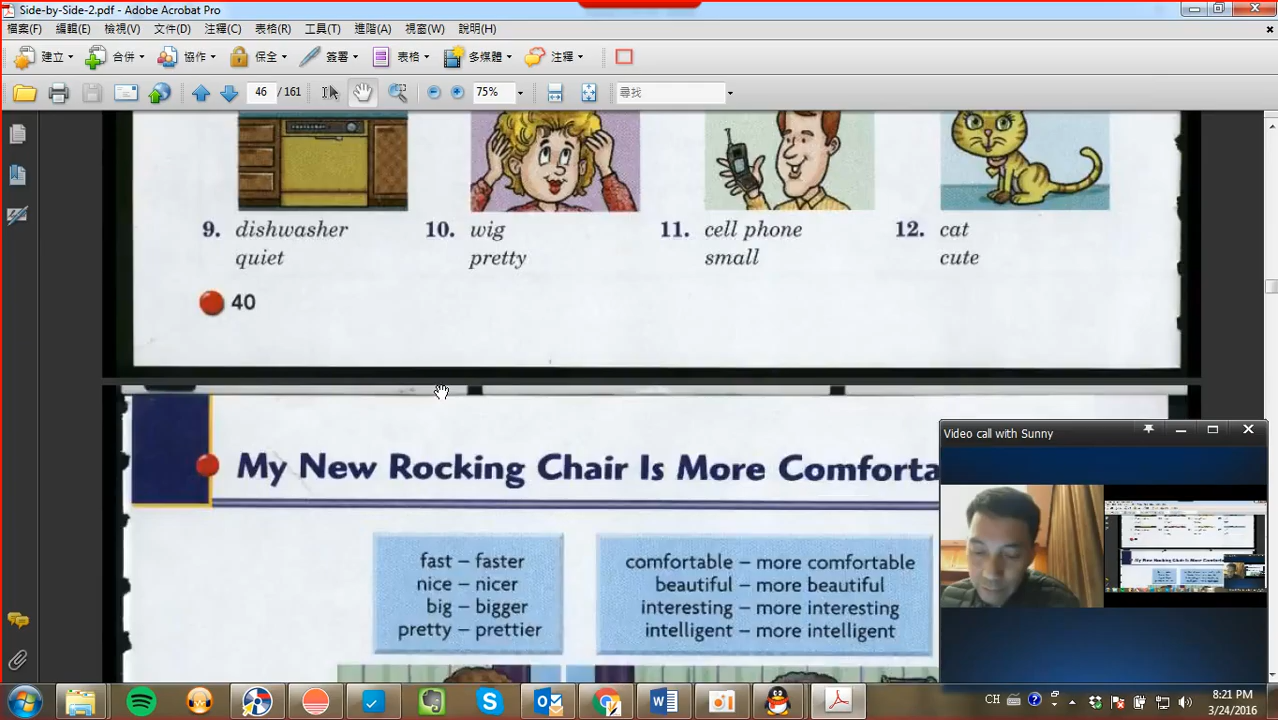 Side-by-Side-2.pdf - Adobe Acrobat Pro
檔案(F) 編輯(E) 檢視(V) 文件(D) 注釋(C) 表格(R) 工具(T) 進階(A) 視窗(W) 說明(H)
建立 合併 協作 保全 簽署 表格 多媒體 注釋
46 / 161 75% 尋找
9. dishwasher 10. wig 11. cell phone 12. cat
quiet pretty small cute
40
My New Rocking Chair Is More Comforta
fast – faster
nice – nicer
big – bigger
pretty – prettier
comfortable – more comfortable
beautiful – more beautiful
interesting – more interesting
intelligent – more intelligent
Video call with Sunny
CH
8:21 PM
3/24/2016